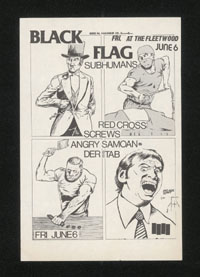 BLACK FLAG
FRI. AT THE FLEETWOOD
JUNE 6
SUBHUMANS
RED CROSS
SCREWS
ANGRY SAMOAN
DER STAB
FRI JUNE 6